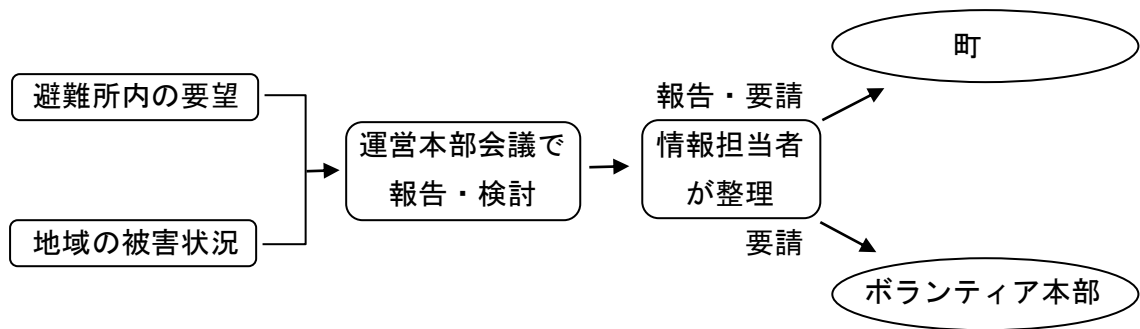 避難所内の要望
地域の被害状況
運営本部会議で
報告・検討
報告・要請
情報担当者
が整理
要請
町
ボランティア本部